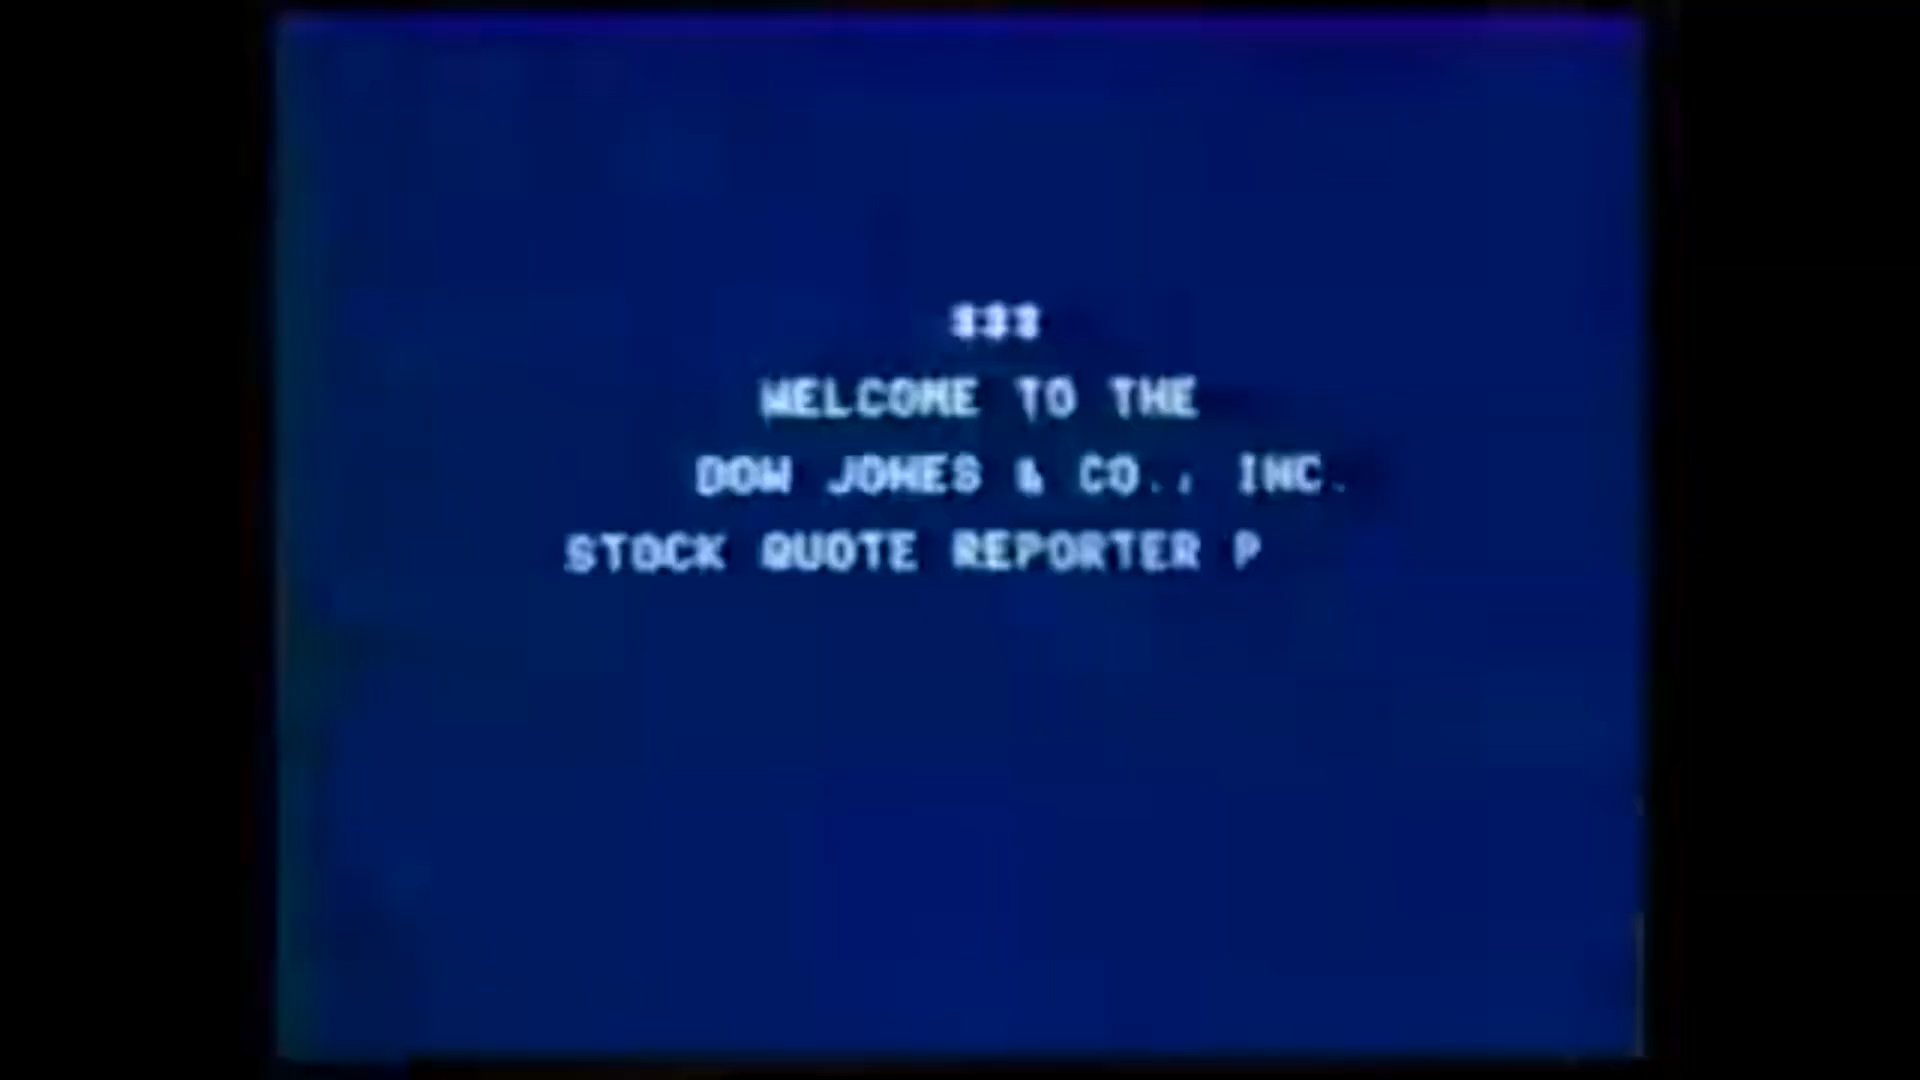 $$$
WELCOME TO THE
DOW JONES & CO., INC.
STOCK QUOTE REPORTER P